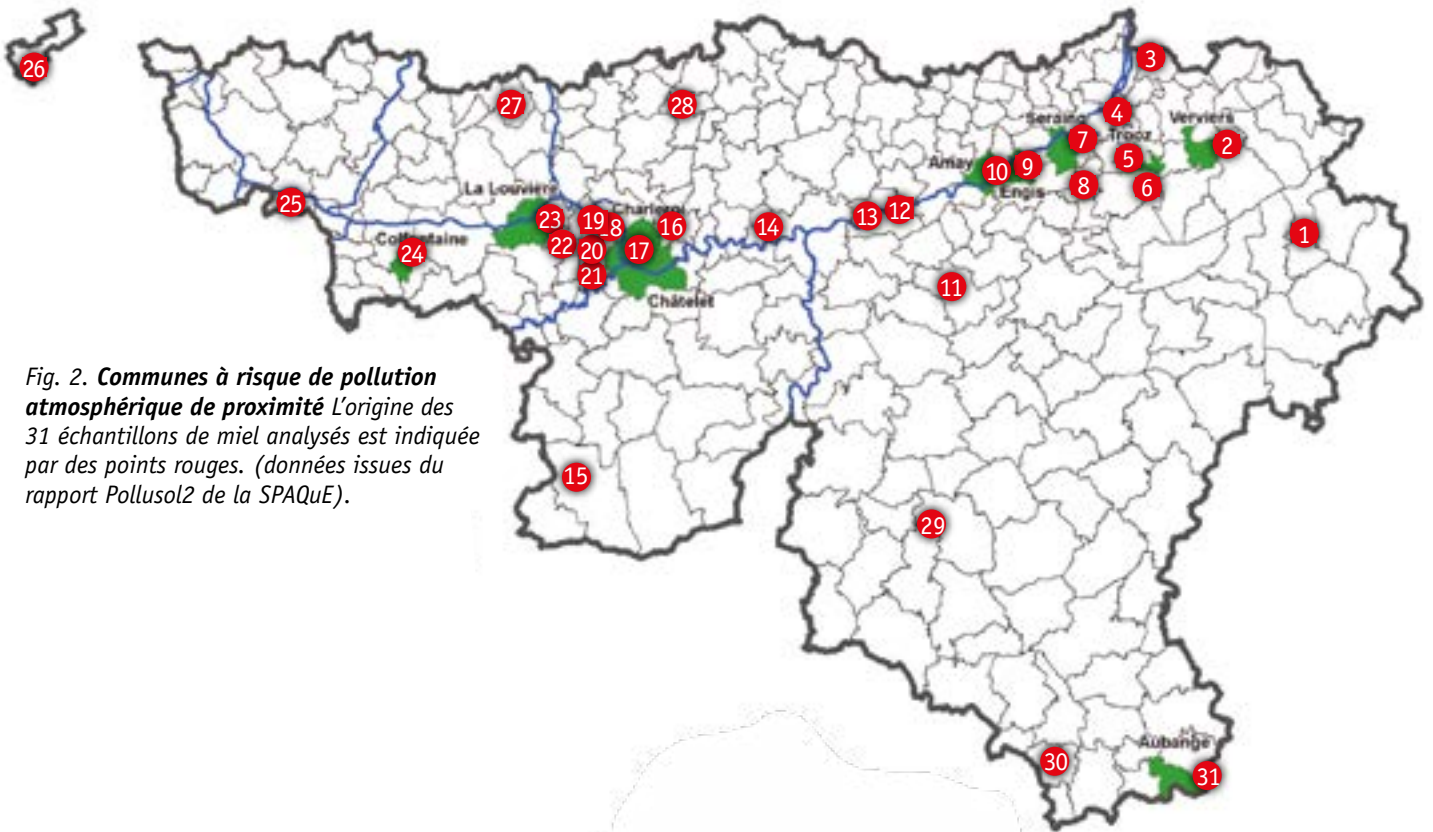 3
26
27
28
4
Seraing
Verviers
7
Trooz
2
5
Amay
10
9
8
6
Engis
La Louvière
25
23
19
18
Charleroi
16
14
13
12
1
22
20
17
Colfontaine
24
21
11
Châtelet
Fig. 2. Communes à risque de pollution
atmosphérique de proximité L'origine des
31 échantillons de miel analysés est indiquée
par des points rouges. (données issues du
rapport Pollusol2 de la SPAQuE).
15
29
Aubange
30
31